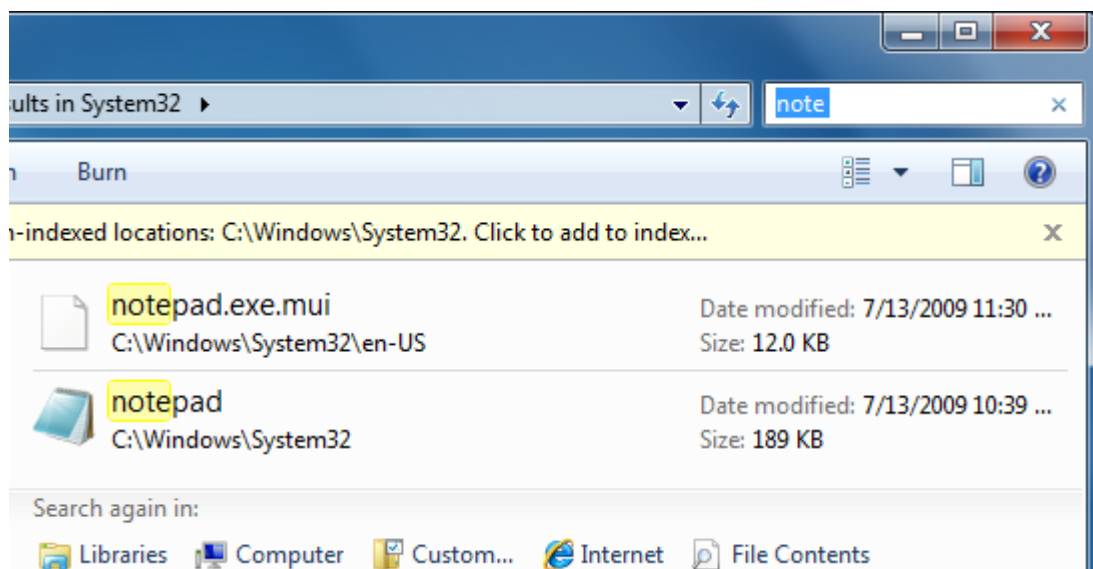 ults in System32
note
Burn
n-indexed locations: C:\Windows\System32. Click to add to index...
notepad.exe.mui
Date modified: 7/13/2009 11:30 ...
C:\Windows\System32\en-US
Size: 12.0 KB
notepad
Date modified: 7/13/2009 10:39 ...
C:\Windows\System32
Size: 189 KB
Search again in:
Libraries Computer Custom... Internet File Contents